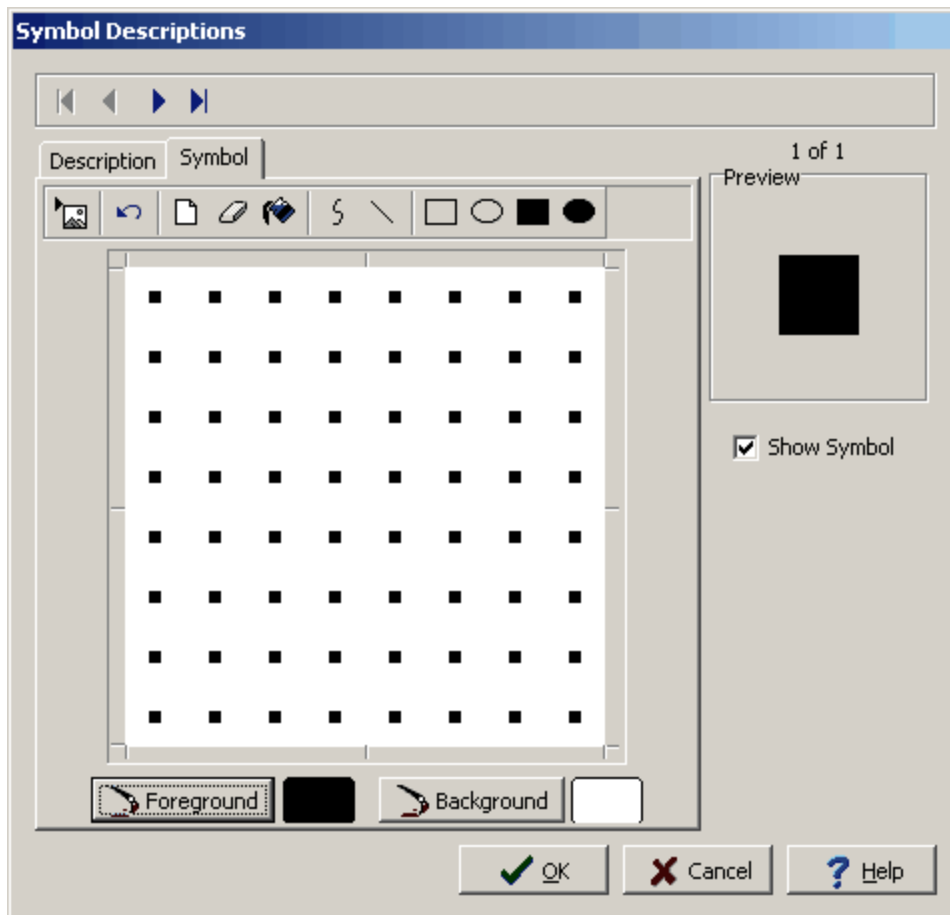 Symbol Descriptions
Description
Symbol
1 of 1
Preview
Show Symbol
Foreground
Background
OK
Cancel
Help